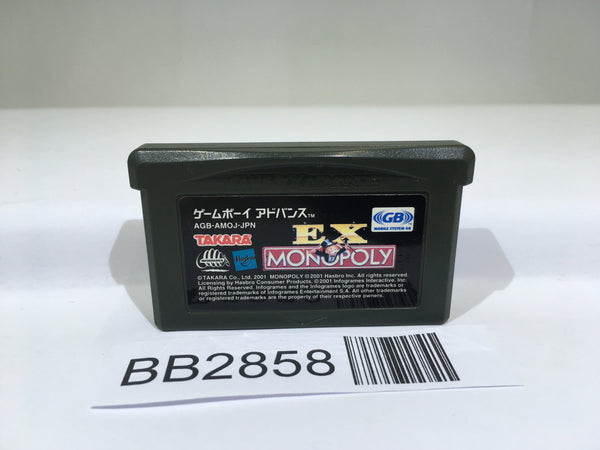 ゲームボーイ アドバンス™
AGB-AMOJ-JPN
GB
MOBILE SYSTEM GB
TAKARA
Hasbro
EX
MONOPOLY
©TAKARA Co., Ltd. 2001 MONOPOLY ©2001 Hasbro Inc. All rights reserved.
Licensing by Hasbro Consumer Products. ©2001 Infogrames Interactive, Inc.
All Rights Reserved. Infogrames and the Infogrames logo are trademarks or
registered trademarks of Infogrames Entertainment S.A. All other trademarks or
registered trademarks are the property of their respective owners.
BB2858